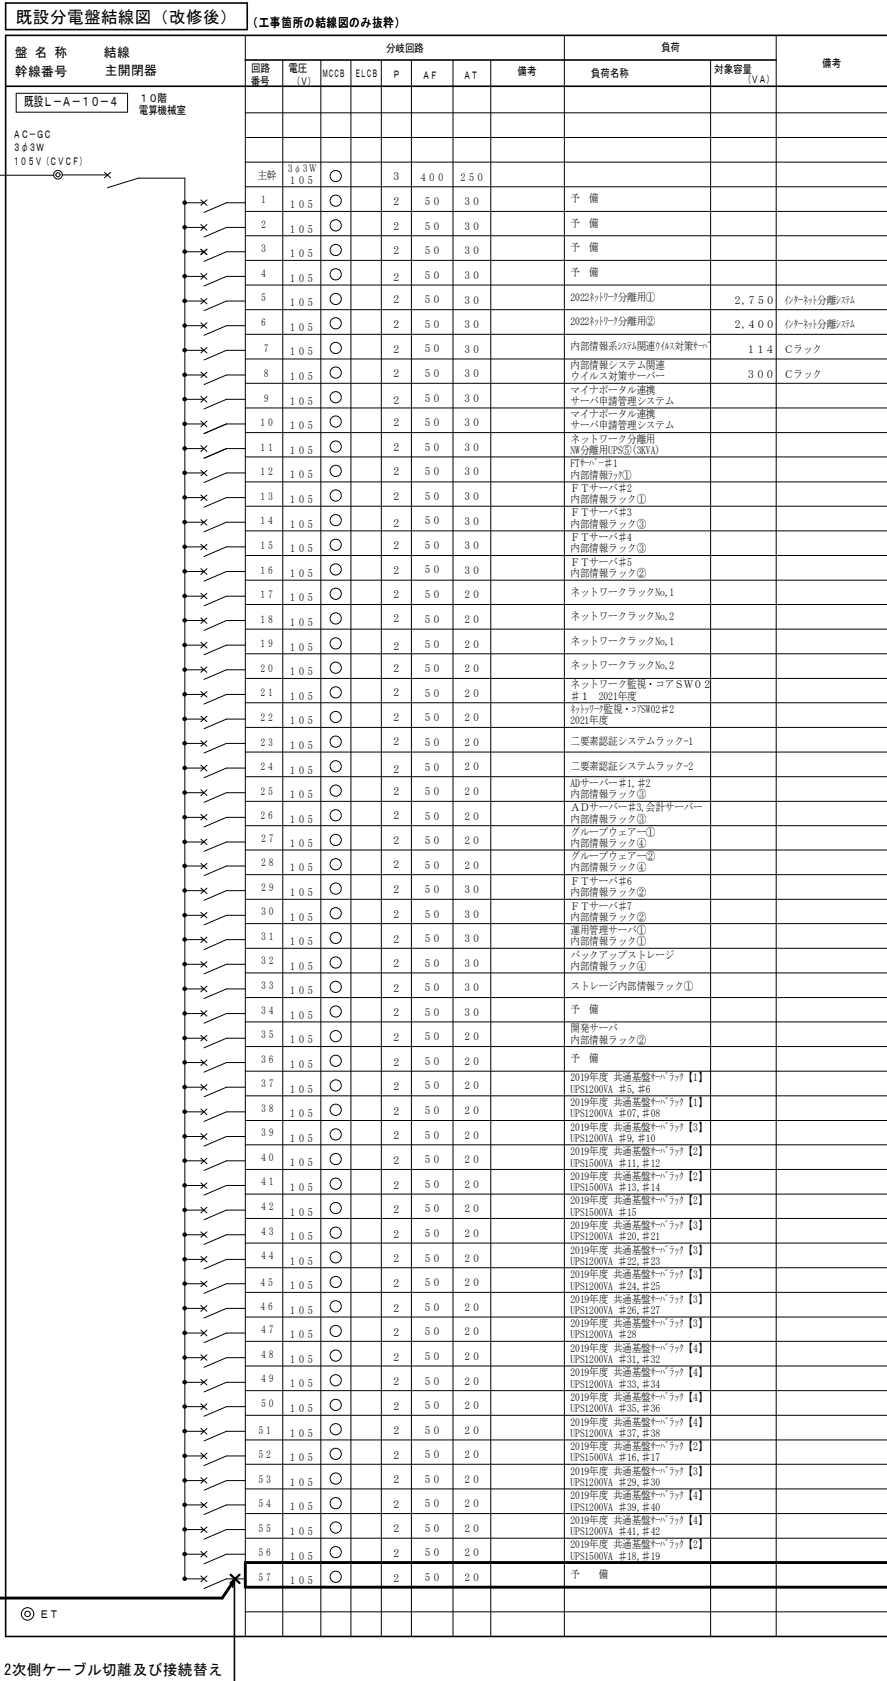 既設分電盤結線図（改修後）
(工事箇所の結線図のみ抜粋)
盤 名 称　結線
幹線番号　主開閉器
分岐回路　負荷　備考
回路番号　電圧(V)　MCCB　ELCB　P　AF　AT　備考　負荷名称　対象容量(VA)
既設L-A-10-4　10階
電算機械室
AC-GC
3φ3W
105V(CVCF)
主幹　3φ3W 105　○　3　400　250
1　105　○　2　50　30　予　備
2　105　○　2　50　30　予　備
3　105　○　2　50　30　予　備
4　105　○　2　50　30　予　備
5　105　○　2　50　30　2022ﾈｯﾄﾜｰｸ分離用①　2,750　ｲﾝﾀｰﾈｯﾄ分離ｼｽﾃﾑ
6　105　○　2　50　30　2022ﾈｯﾄﾜｰｸ分離用②　2,400　ｲﾝﾀｰﾈｯﾄ分離ｼｽﾃﾑ
7　105　○　2　50　30　内部情報系ｼｽﾃﾑ関連ｳｲﾙｽ対策ｻｰﾊﾞ　114　Cラック
8　105　○　2　50　30　内部情報システム関連
ウイルス対策サーバー　300　Cラック
9　105　○　2　50　30　マイナポータル連携
サーバ申請管理システム
10　105　○　2　50　30　マイナポータル連携
サーバ申請管理システム
11　105　○　2　50　30　ネットワーク分離用
NW分離用UPS⑤(3KVA)
12　105　○　2　50　30　FTｻｰﾊﾞｰ#1
内部情報ﾗｯｸ①
13　105　○　2　50　30　FTサーバ#2
内部情報ラック①
14　105　○　2　50　30　FTサーバ#3
内部情報ラック③
15　105　○　2　50　30　FTサーバ#4
内部情報ラック③
16　105　○　2　50　30　FTサーバ#5
内部情報ラック②
17　105　○　2　50　20　ネットワークラックNo,1
18　105　○　2　50　20　ネットワークラックNo,2
19　105　○　2　50　20　ネットワークラックNo,1
20　105　○　2　50　20　ネットワークラックNo,2
21　105　○　2　50　20　ネットワーク監視・コアSW02
#1　2021年度
22　105　○　2　50　20　ﾈｯﾄﾜｰｸ監視・ｺｱSW02#2
2021年度
23　105　○　2　50　20　二要素認証システムラック-1
24　105　○　2　50　20　二要素認証システムラック-2
25　105　○　2　50　20　ADサーバー#1,#2
内部情報ラック③
26　105　○　2　50　20　ADサーバー#3,会計サーバー
内部情報ラック③
27　105　○　2　50　20　グループウェアー①
内部情報ラック④
28　105　○　2　50　20　グループウェアー②
内部情報ラック④
29　105　○　2　50　30　FTサーバ#6
内部情報ラック②
30　105　○　2　50　30　FTサーバ#7
内部情報ラック②
31　105　○　2　50　30　運用管理サーバ①
内部情報ラック①
32　105　○　2　50　30　バックアップストレージ
内部情報ラック④
33　105　○　2　50　30　ストレージ内部情報ラック①
34　105　○　2　50　30　予　備
35　105　○　2　50　20　開発サーバ
内部情報ラック②
36　105　○　2　50　20　予　備
37　105　○　2　50　20　2019年度 共通基盤ｻｰﾊﾞﾗｯｸ【1】
UPS1200VA #5,#6
38　105　○　2　50　20　2019年度 共通基盤ｻｰﾊﾞﾗｯｸ【1】
UPS1200VA #07,#08
39　105　○　2　50　20　2019年度 共通基盤ｻｰﾊﾞﾗｯｸ【3】
UPS1200VA #9,#10
40　105　○　2　50　20　2019年度 共通基盤ｻｰﾊﾞﾗｯｸ【2】
UPS1500VA #11,#12
41　105　○　2　50　20　2019年度 共通基盤ｻｰﾊﾞﾗｯｸ【2】
UPS1500VA #13,#14
42　105　○　2　50　20　2019年度 共通基盤ｻｰﾊﾞﾗｯｸ【2】
UPS1500VA #15
43　105　○　2　50　20　2019年度 共通基盤ｻｰﾊﾞﾗｯｸ【3】
UPS1200VA #20,#21
44　105　○　2　50　20　2019年度 共通基盤ｻｰﾊﾞﾗｯｸ【3】
UPS1200VA #22,#23
45　105　○　2　50　20　2019年度 共通基盤ｻｰﾊﾞﾗｯｸ【3】
UPS1200VA #24,#25
46　105　○　2　50　20　2019年度 共通基盤ｻｰﾊﾞﾗｯｸ【3】
UPS1200VA #26,#27
47　105　○　2　50　20　2019年度 共通基盤ｻｰﾊﾞﾗｯｸ【3】
UPS1200VA #28
48　105　○　2　50　20　2019年度 共通基盤ｻｰﾊﾞﾗｯｸ【4】
UPS1200VA #31,#32
49　105　○　2　50　20　2019年度 共通基盤ｻｰﾊﾞﾗｯｸ【4】
UPS1200VA #33,#34
50　105　○　2　50　20　2019年度 共通基盤ｻｰﾊﾞﾗｯｸ【4】
UPS1200VA #35,#36
51　105　○　2　50　20　2019年度 共通基盤ｻｰﾊﾞﾗｯｸ【4】
UPS1200VA #37,#38
52　105　○　2　50　20　2019年度 共通基盤ｻｰﾊﾞﾗｯｸ【2】
UPS1500VA #16,#17
53　105　○　2　50　20　2019年度 共通基盤ｻｰﾊﾞﾗｯｸ【3】
UPS1200VA #29,#30
54　105　○　2　50　20　2019年度 共通基盤ｻｰﾊﾞﾗｯｸ【4】
UPS1200VA #39,#40
55　105　○　2　50　20　2019年度 共通基盤ｻｰﾊﾞﾗｯｸ【4】
UPS1200VA #41,#42
56　105　○　2　50　20　2019年度 共通基盤ｻｰﾊﾞﾗｯｸ【2】
UPS1500VA #18,#19
57　105　○　2　50　20　予　備
◎ ET
2次側ケーブル切離及び接続替え